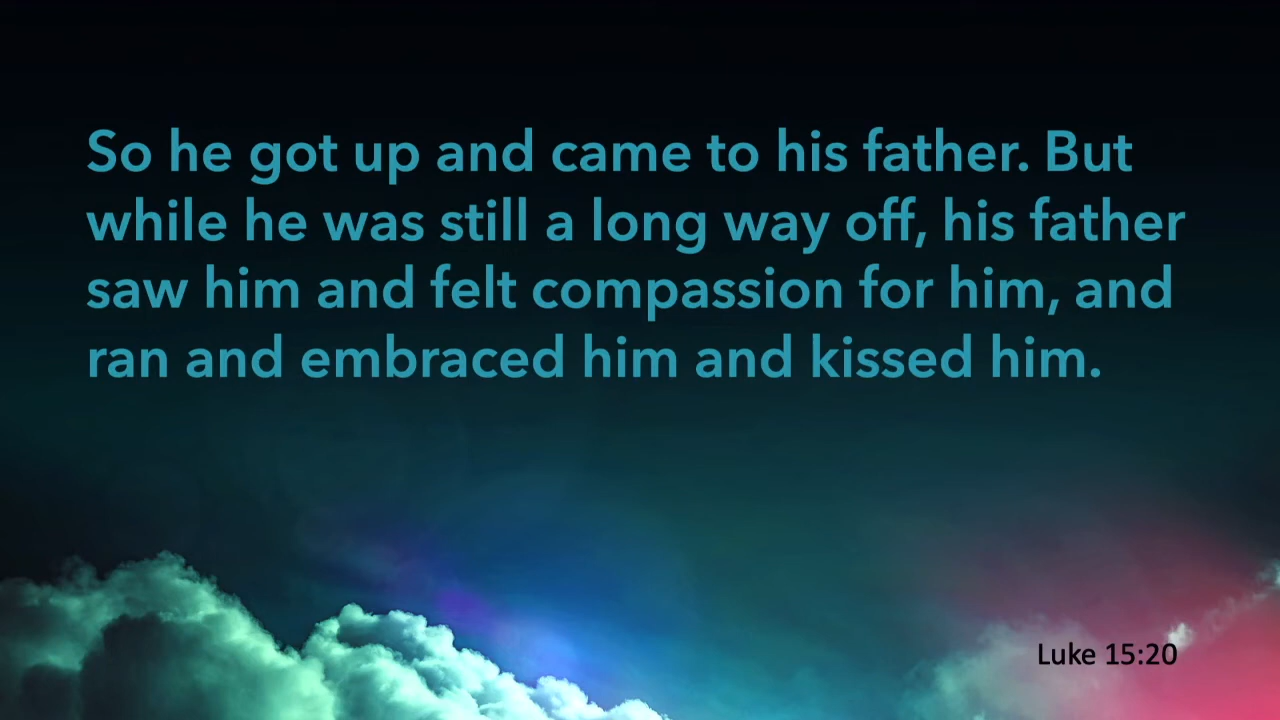 So he got up and came to his father. But
while he was still a long way off, his father
saw him and felt compassion for him, and
ran and embraced him and kissed him.
Luke 15:20